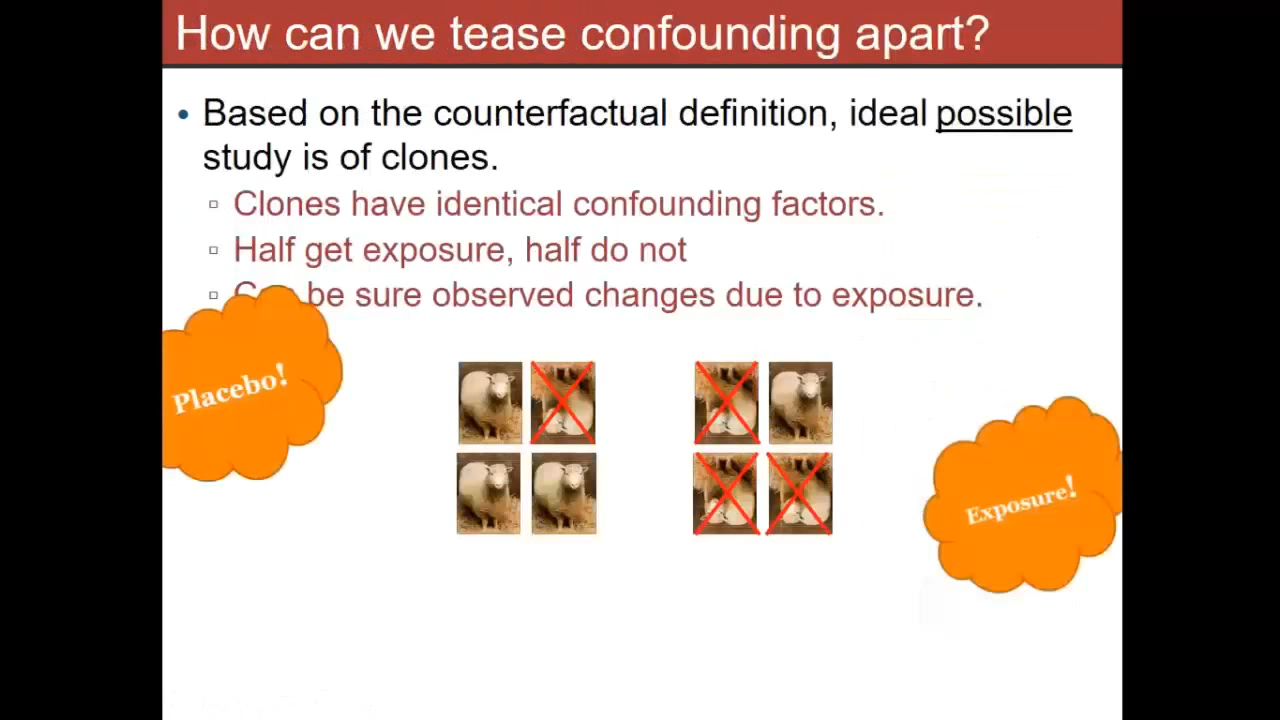 How can we tease confounding apart?
• Based on the counterfactual definition, ideal possible
study is of clones.
▫ Clones have identical confounding factors.
▫ Half get exposure, half do not
▫ be sure observed changes due to exposure.
Placebo!
Exposure!